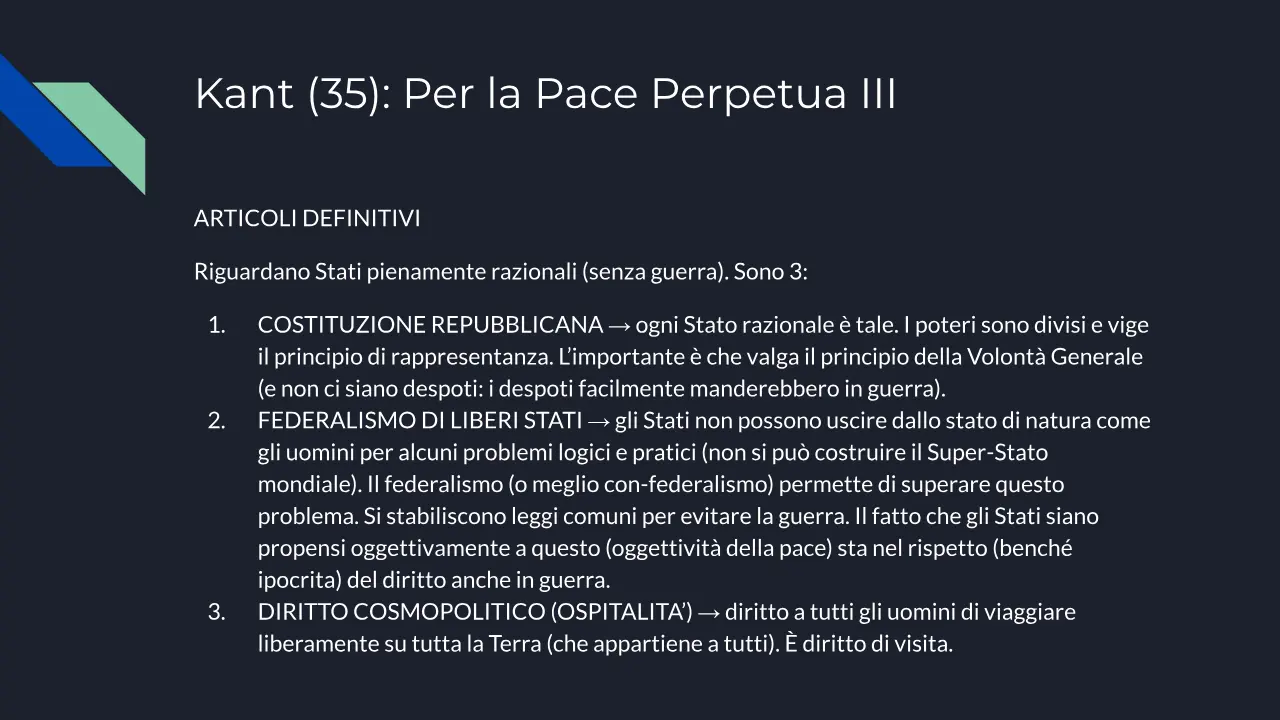 Kant (35): Per la Pace Perpetua III
ARTICOLI DEFINITIVI
Riguardano Stati pienamente razionali (senza guerra). Sono 3:
1. COSTITUZIONE REPUBBLICANA → ogni Stato razionale è tale. I poteri sono divisi e vige
il principio di rappresentanza. L’importante è che valga il principio della Volontà Generale
(e non ci siano despoti: i despoti facilmente manderebbero in guerra).
2. FEDERALISMO DI LIBERI STATI → gli Stati non possono uscire dallo stato di natura come
gli uomini per alcuni problemi logici e pratici (non si può costruire il Super-Stato
mondiale). Il federalismo (o meglio con-federalismo) permette di superare questo
problema. Si stabiliscono leggi comuni per evitare la guerra. Il fatto che gli Stati siano
propensi oggettivamente a questo (oggettività della pace) sta nel rispetto (benché
ipocrita) del diritto anche in guerra.
3. DIRITTO COSMOPOLITICO (OSPITALITA’) → diritto a tutti gli uomini di viaggiare
liberamente su tutta la Terra (che appartiene a tutti). È diritto di visita.